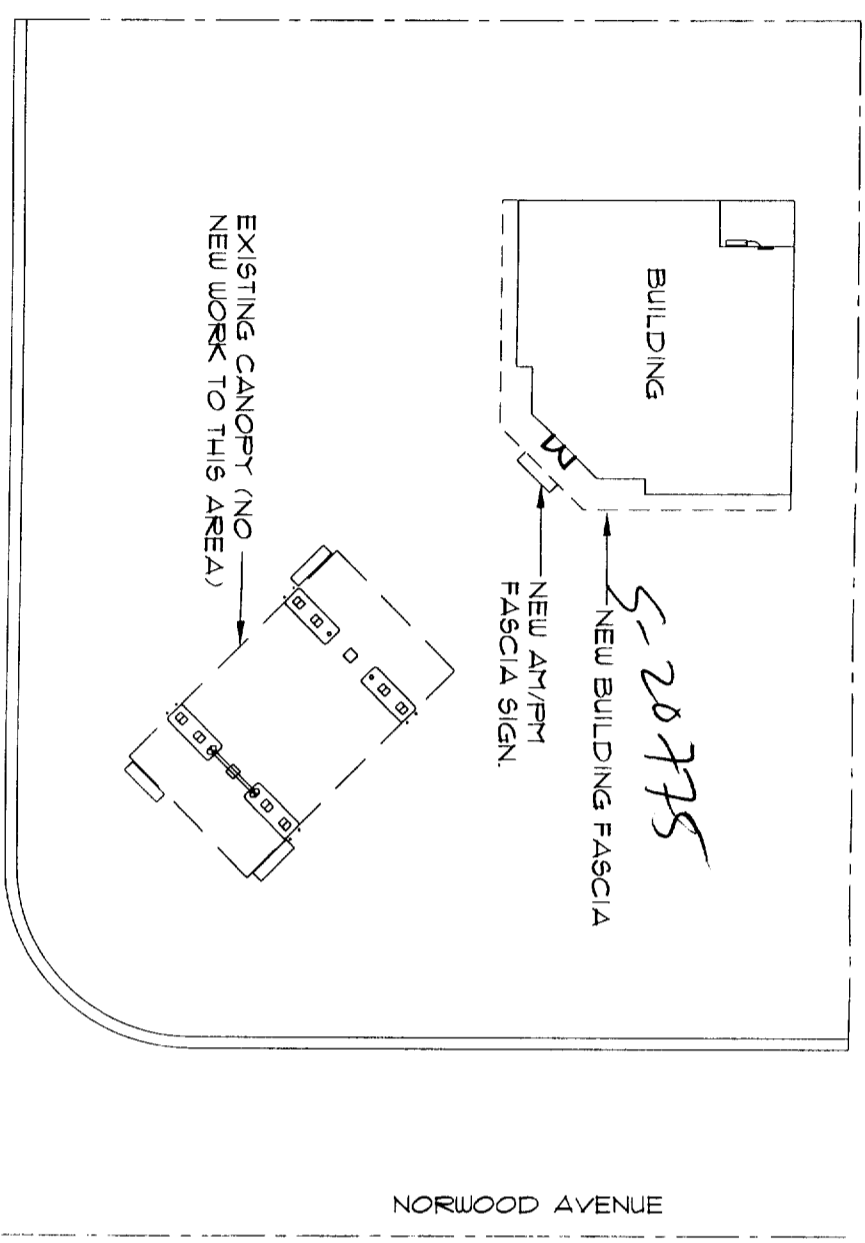 BUILDING
S-20775
NEW BUILDING FASCIA
NEW AM/PM
FASCIA SIGN.
EXISTING CANOPY (NO
NEW WORK TO THIS AREA)
NORWOOD AVENUE